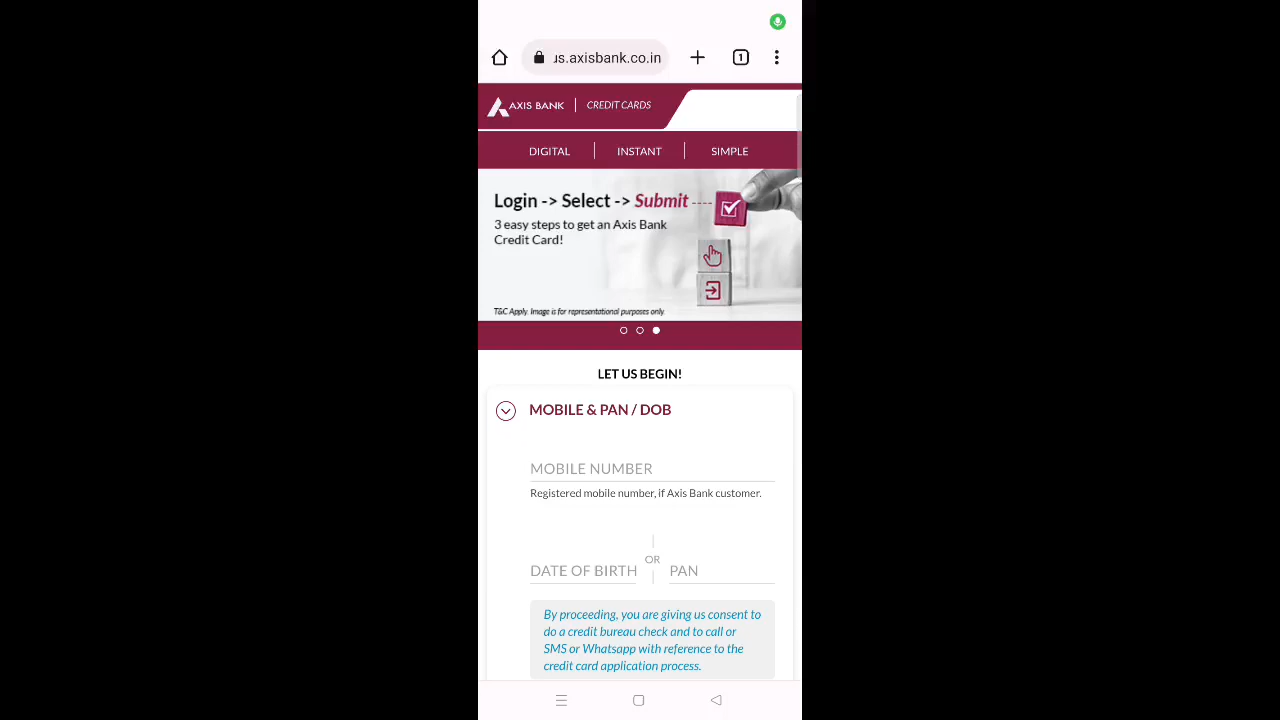 us.axisbank.co.in
1
AXIS BANK | CREDIT CARDS
DIGITAL | INSTANT | SIMPLE
Login -> Select -> Submit
3 easy steps to get an Axis Bank
Credit Card!
T&C Apply. Image is for representational purposes only.
LET US BEGIN!
MOBILE & PAN / DOB
MOBILE NUMBER
Registered mobile number, if Axis Bank customer.
OR
DATE OF BIRTH
PAN
By proceeding, you are giving us consent to
do a credit bureau check and to call or
SMS or Whatsapp with reference to the
credit card application process.